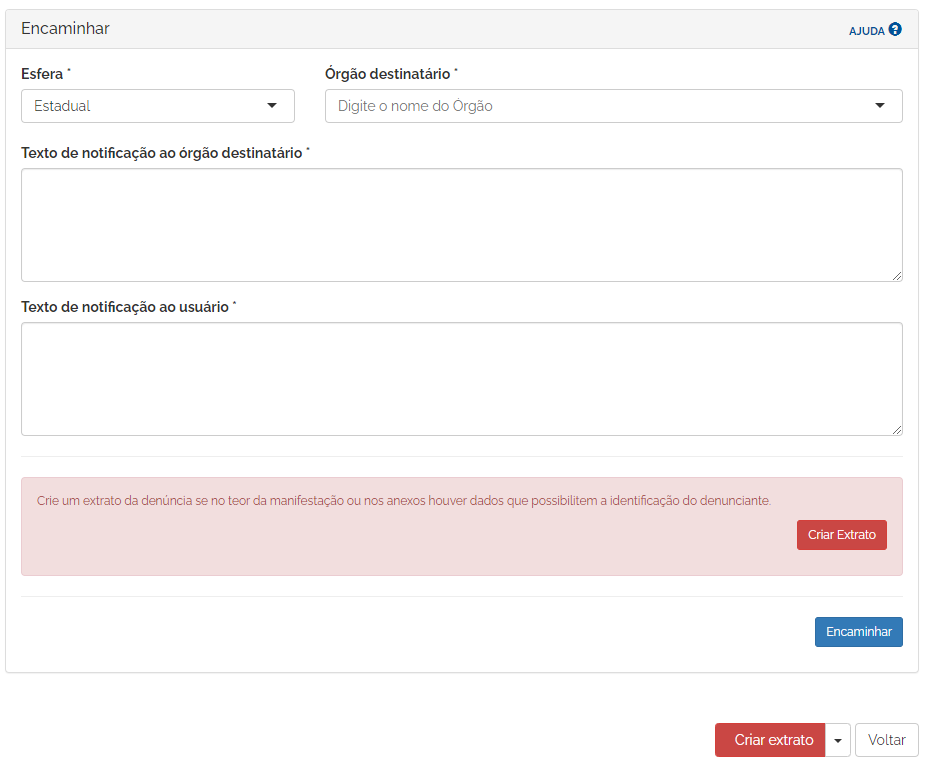 Encaminhar
AJUDA ?
Esfera *
Órgão destinatário *
Estadual
Digite o nome do Órgão
Texto de notificação ao órgão destinatário *
Texto de notificação ao usuário *
Crie um extrato da denúncia se no teor da manifestação ou nos anexos houver dados que possibilitem a identificação do denunciante.
Criar Extrato
Encaminhar
Criar extrato
Voltar